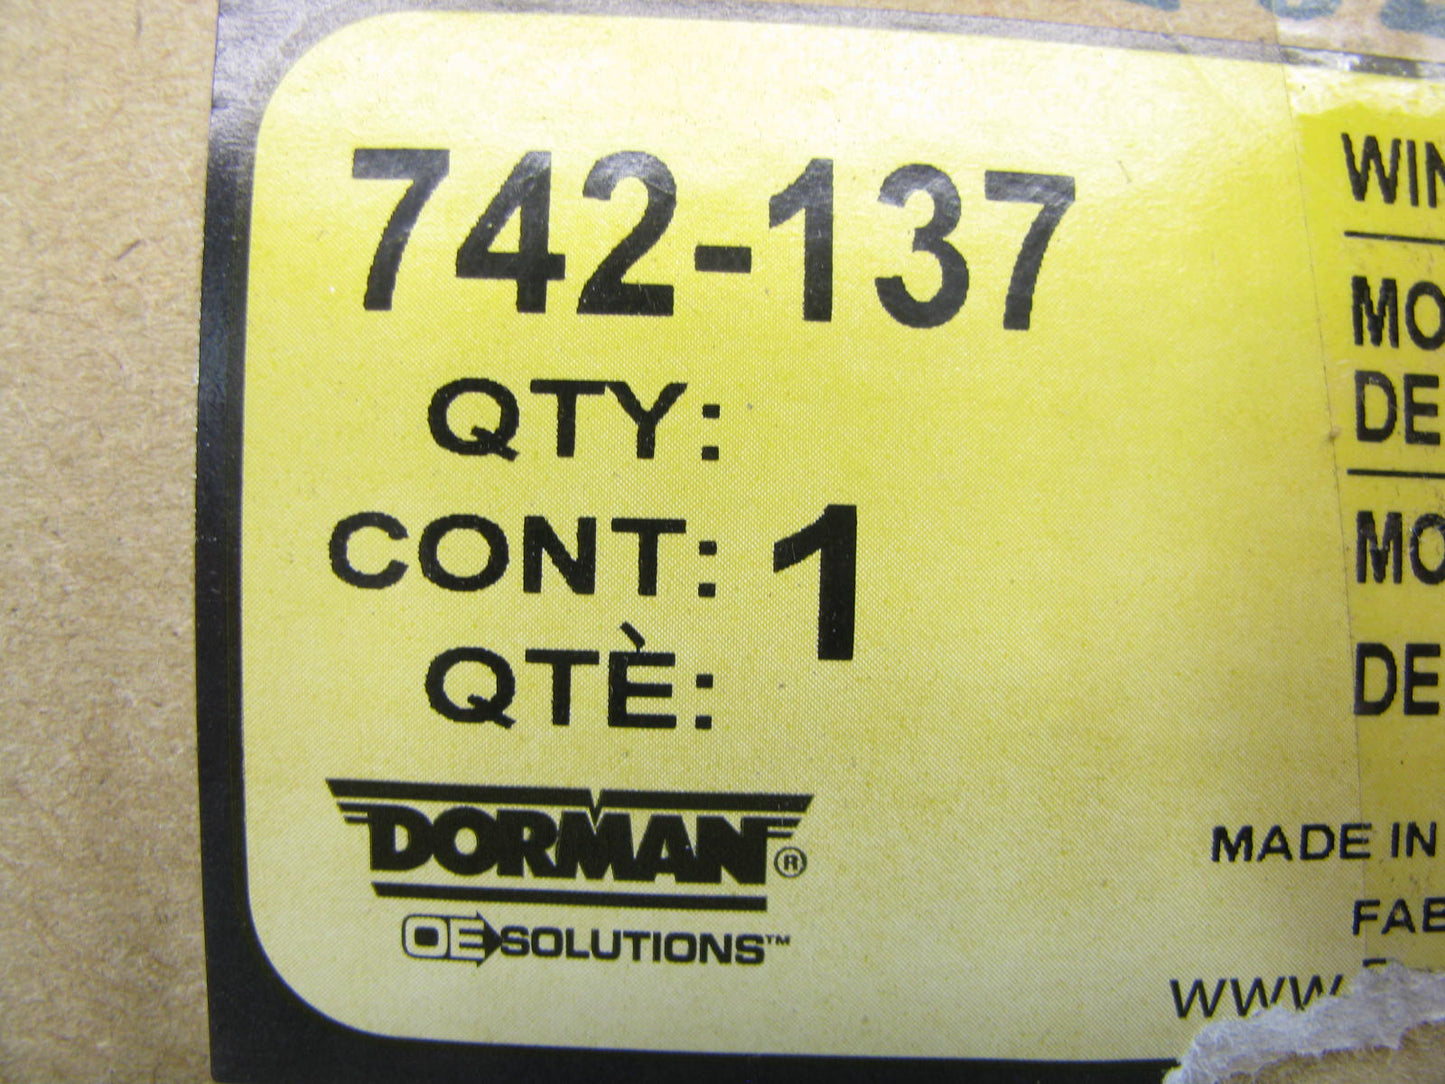 742-137
QTY:
CONT: 1
QTÈ:
DORMAN®
OE SOLUTIONS™
WIN
MO
DE
MO
DE
MADE IN
FAB
WWW.